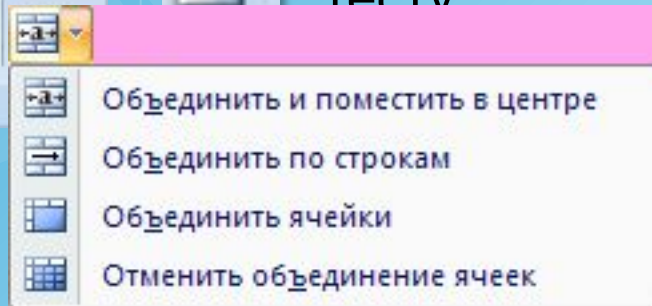 Объединить и поместить в центре
Объединить по строкам
Объединить ячейки
Отменить объединение ячеек